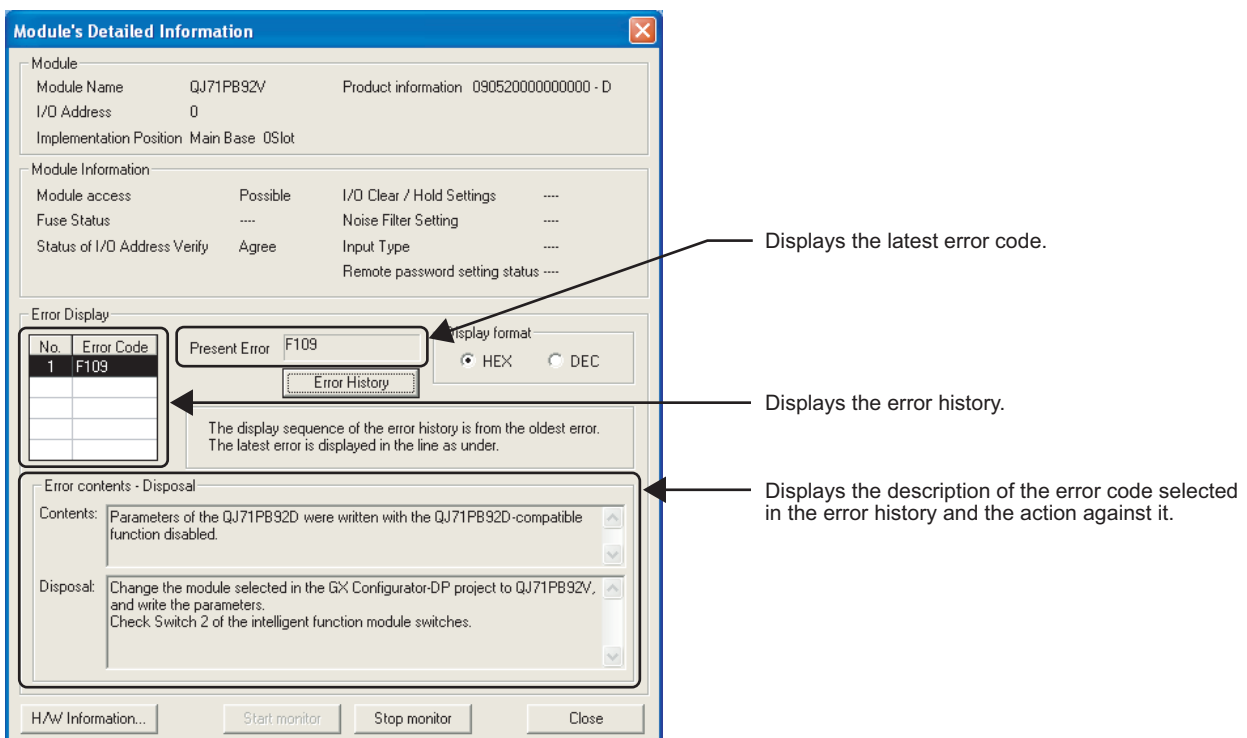 Module's Detailed Information
Module
Module Name QJ71PB92V Product information 090520000000000 - D
I/O Address 0
Implementation Position Main Base 0Slot
Module Information
Module access Possible I/O Clear / Hold Settings ----
Fuse Status ---- Noise Filter Setting ----
Status of I/O Address Verify Agree Input Type ----
Remote password setting status ----
Displays the latest error code.
Error Display
No. Error Code
1 F109
Present Error F109
Display format
HEX DEC
Error History
Displays the error history.
The display sequence of the error history is from the oldest error.
The latest error is displayed in the line as under.
Error contents - Disposal
Contents: Parameters of the QJ71PB92D were written with the QJ71PB92D-compatible
function disabled.
Displays the description of the error code selected
in the error history and the action against it.
Disposal: Change the module selected in the GX Configurator-DP project to QJ71PB92V,
and write the parameters.
Check Switch 2 of the intelligent function module switches.
H/W Information... Start monitor Stop monitor Close